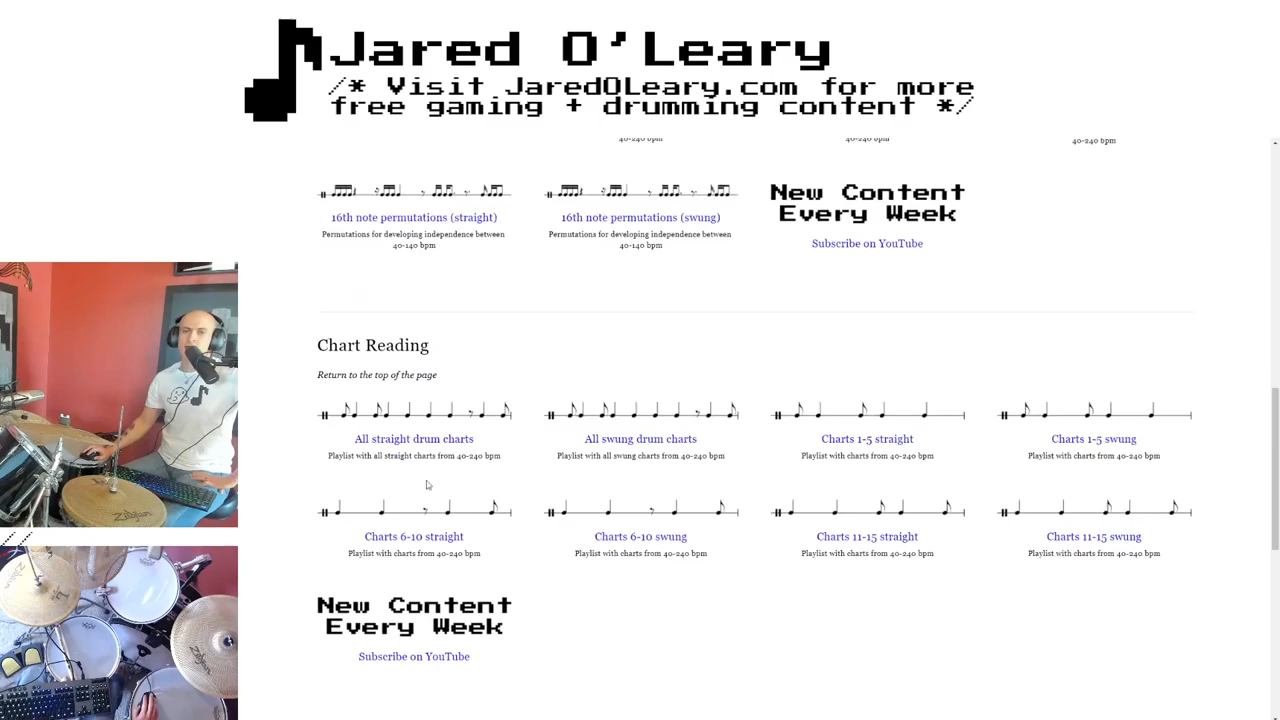 Jared O'Leary
/* Visit JaredOLeary.com for more
free gaming + drumming content */
40-240 bpm
40-240 bpm
40-240 bpm
16th note permutations (straight)
Permutations for developing independence between
40-140 bpm
16th note permutations (swung)
Permutations for developing independence between
40-140 bpm
New Content
Every Week
Subscribe on YouTube
Chart Reading
Return to the top of the page
All straight drum charts
Playlist with all straight charts from 40-240 bpm
All swung drum charts
Playlist with all swung charts from 40-240 bpm
Charts 1-5 straight
Playlist with charts from 40-240 bpm
Charts 1-5 swung
Playlist with charts from 40-240 bpm
Charts 6-10 straight
Playlist with charts from 40-240 bpm
Charts 6-10 swung
Playlist with charts from 40-240 bpm
Charts 11-15 straight
Playlist with charts from 40-240 bpm
Charts 11-15 swung
Playlist with charts from 40-240 bpm
New Content
Every Week
Subscribe on YouTube